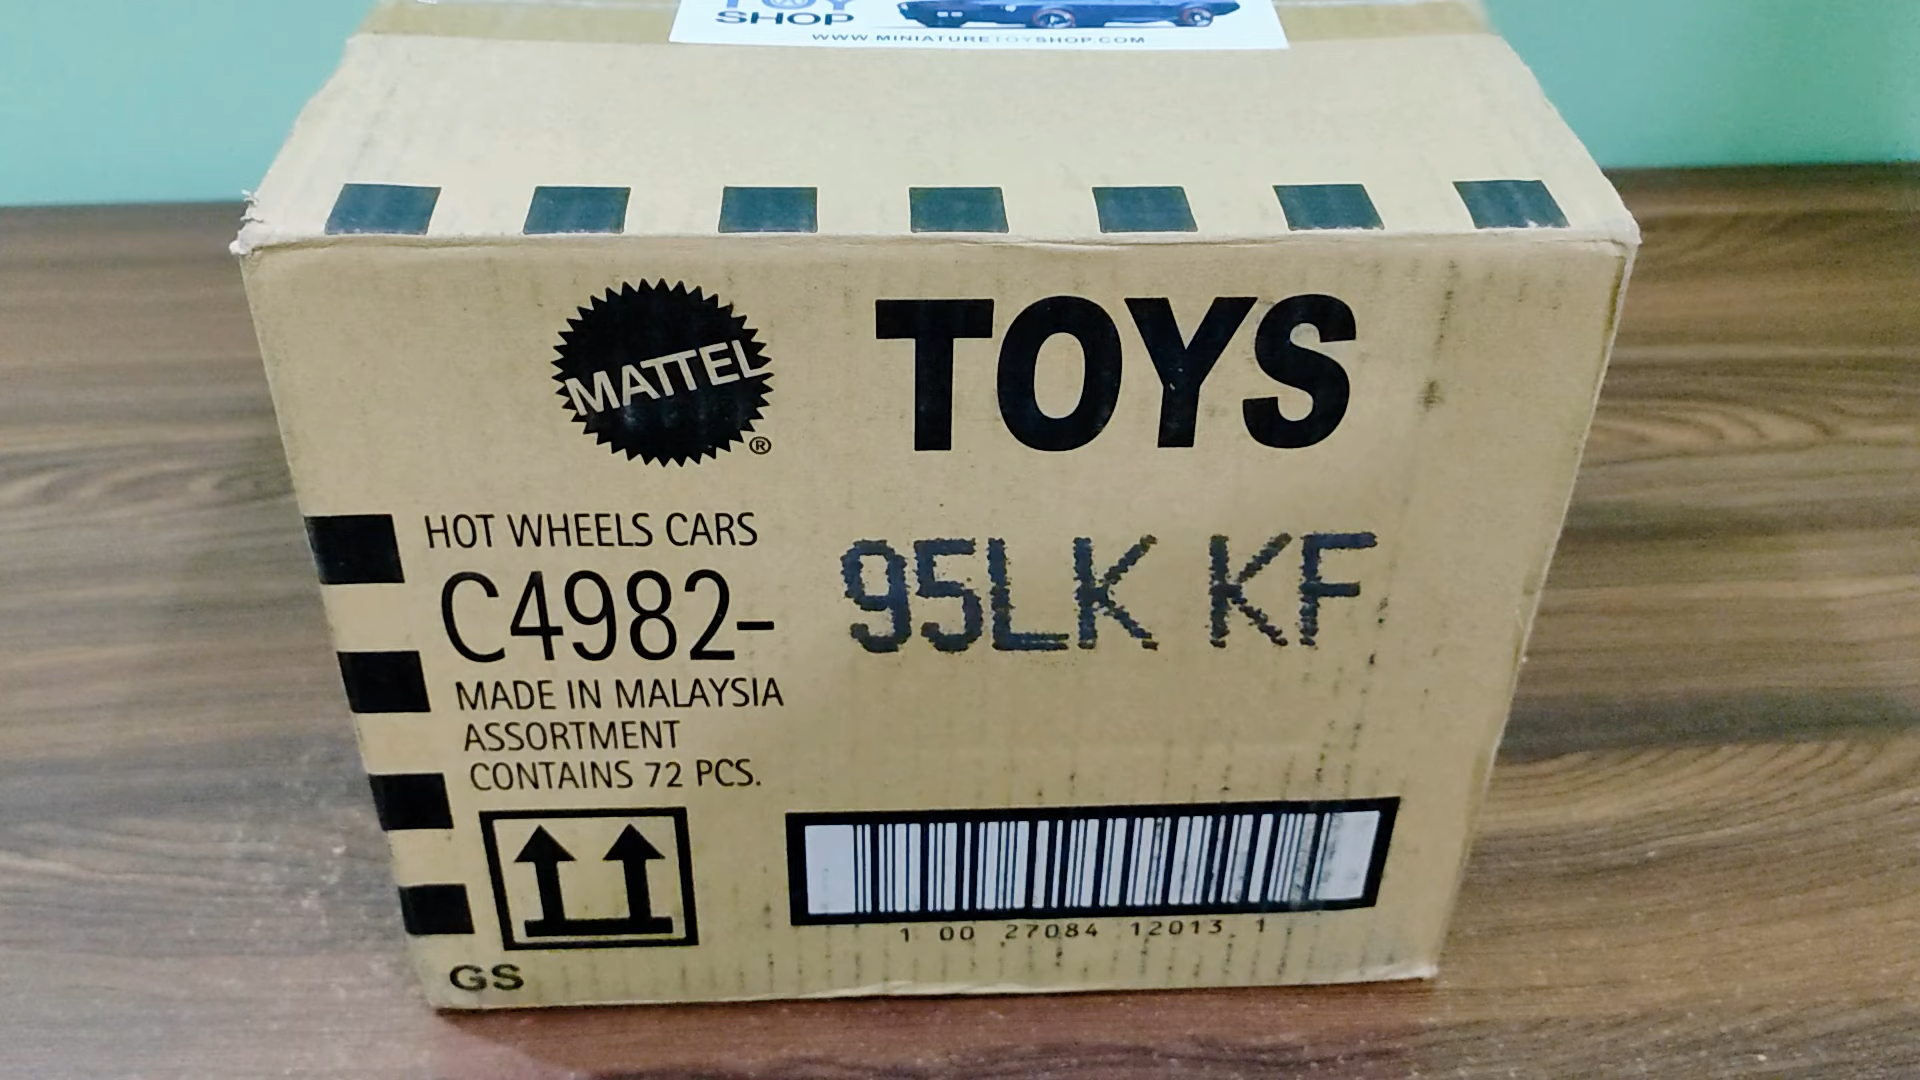 TOY
SHOP
WWW.MINIATURETOYSHOP.COM
MATTEL
®
TOYS
HOT WHEELS CARS
C4982-
95LK KF
MADE IN MALAYSIA
ASSORTMENT
CONTAINS 72 PCS.
1 00 27084 12013 1
GS